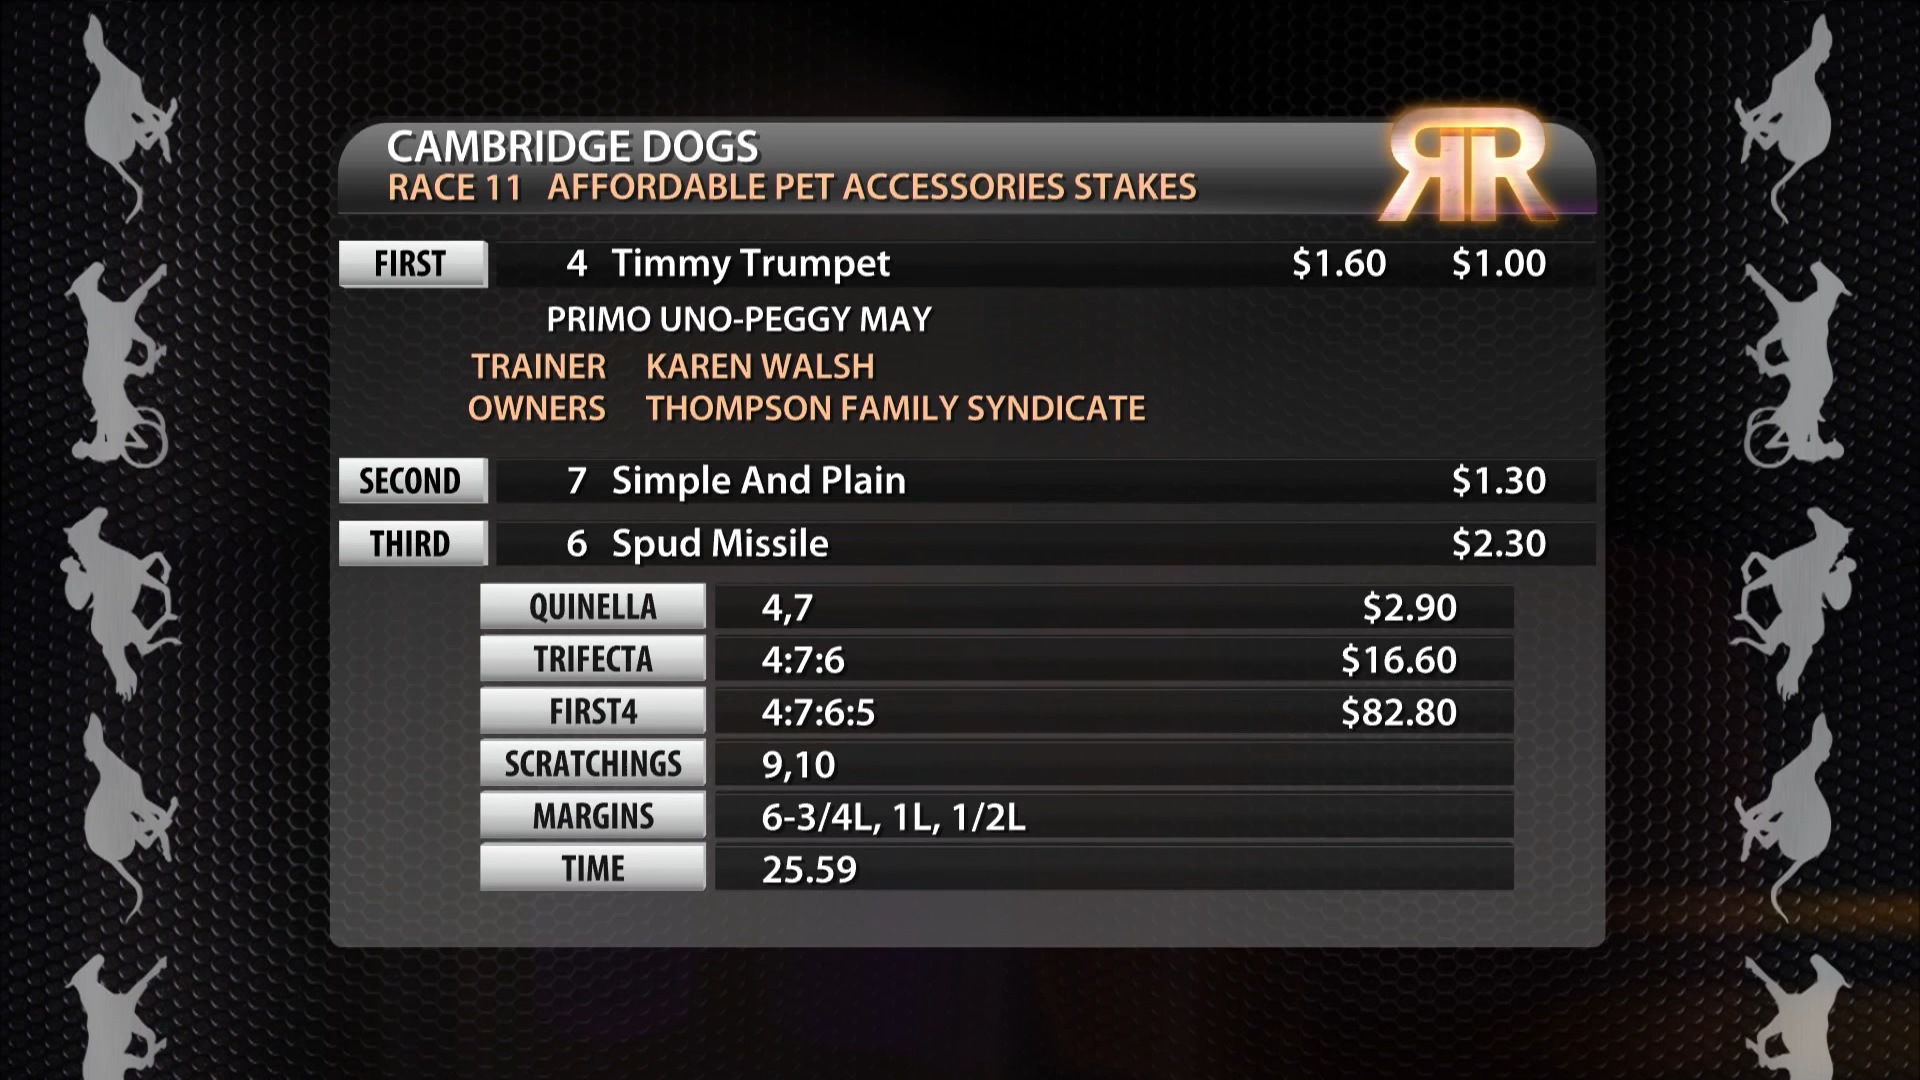 CAMBRIDGE DOGS
RACE 11 AFFORDABLE PET ACCESSORIES STAKES
RR
FIRST 4 Timmy Trumpet $1.60 $1.00
PRIMO UNO-PEGGY MAY
TRAINER KAREN WALSH
OWNERS THOMPSON FAMILY SYNDICATE
SECOND 7 Simple And Plain $1.30
THIRD 6 Spud Missile $2.30
QUINELLA 4,7 $2.90
TRIFECTA 4:7:6 $16.60
FIRST4 4:7:6:5 $82.80
SCRATCHINGS 9,10
MARGINS 6-3/4L, 1L, 1/2L
TIME 25.59